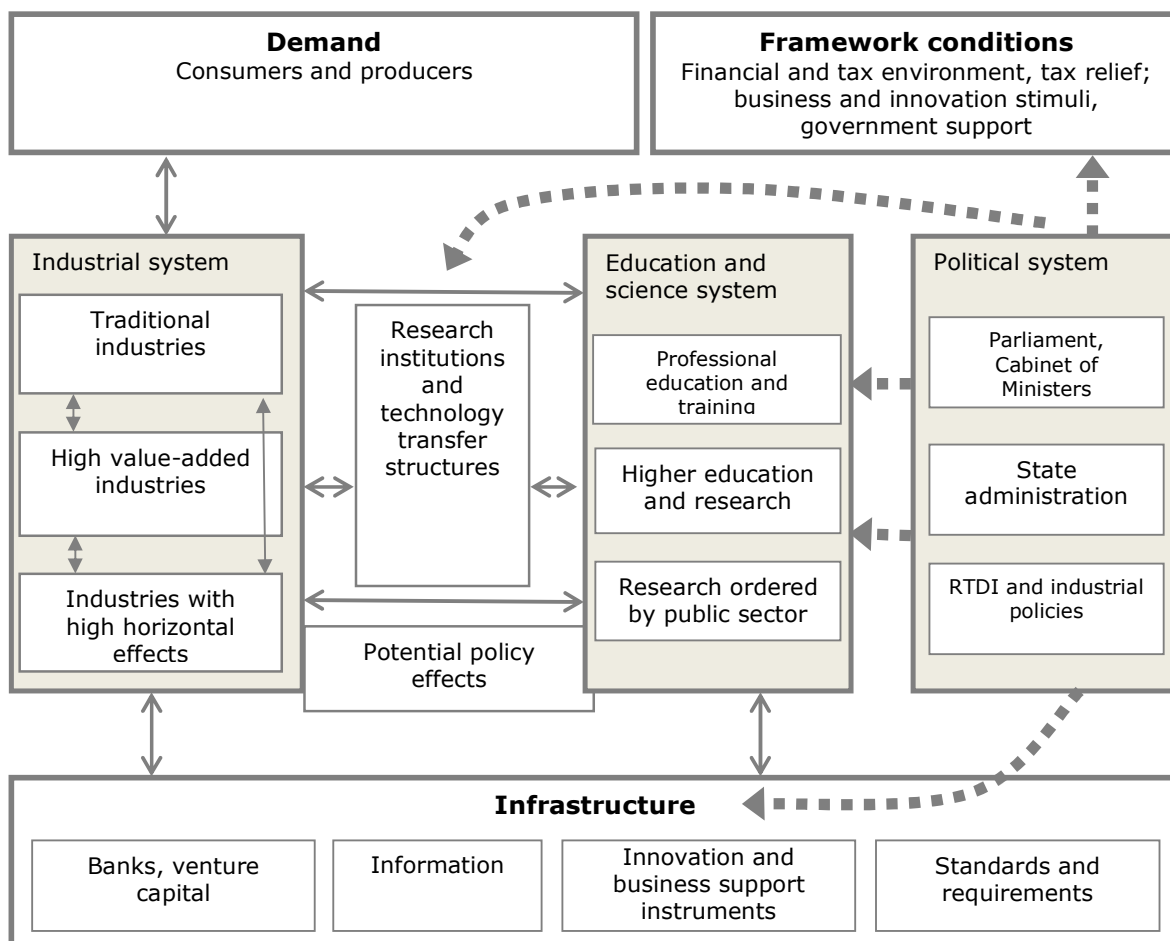 Demand
Consumers and producers
Framework conditions
Financial and tax environment, tax relief;
business and innovation stimuli,
government support
Industrial system
Traditional
industries
High value-added
industries
Industries with
high horizontal
effects
Research
institutions
and
technology
transfer
structures
Potential policy
effects
Education and
science system
Professional
education and
training
Higher education
and research
Research ordered
by public sector
Political system
Parliament,
Cabinet of
Ministers
State
administration
RTDI and industrial
policies
Infrastructure
Banks, venture
capital
Information
Innovation and
business support
instruments
Standards and
requirements